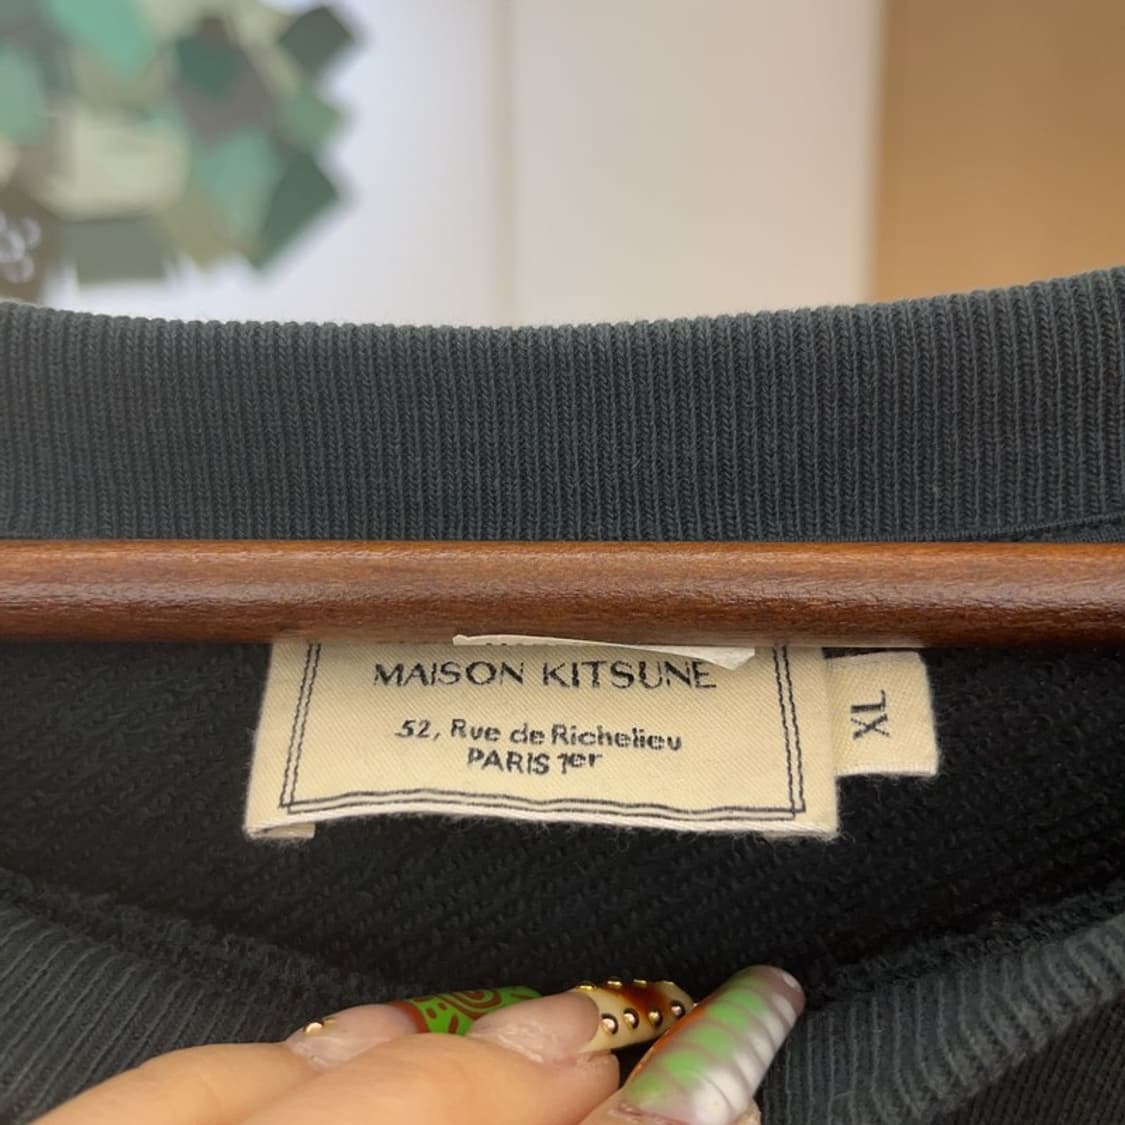 MAISON KITSUNE
52, Rue de Richelieu
PARIS 1er
XL